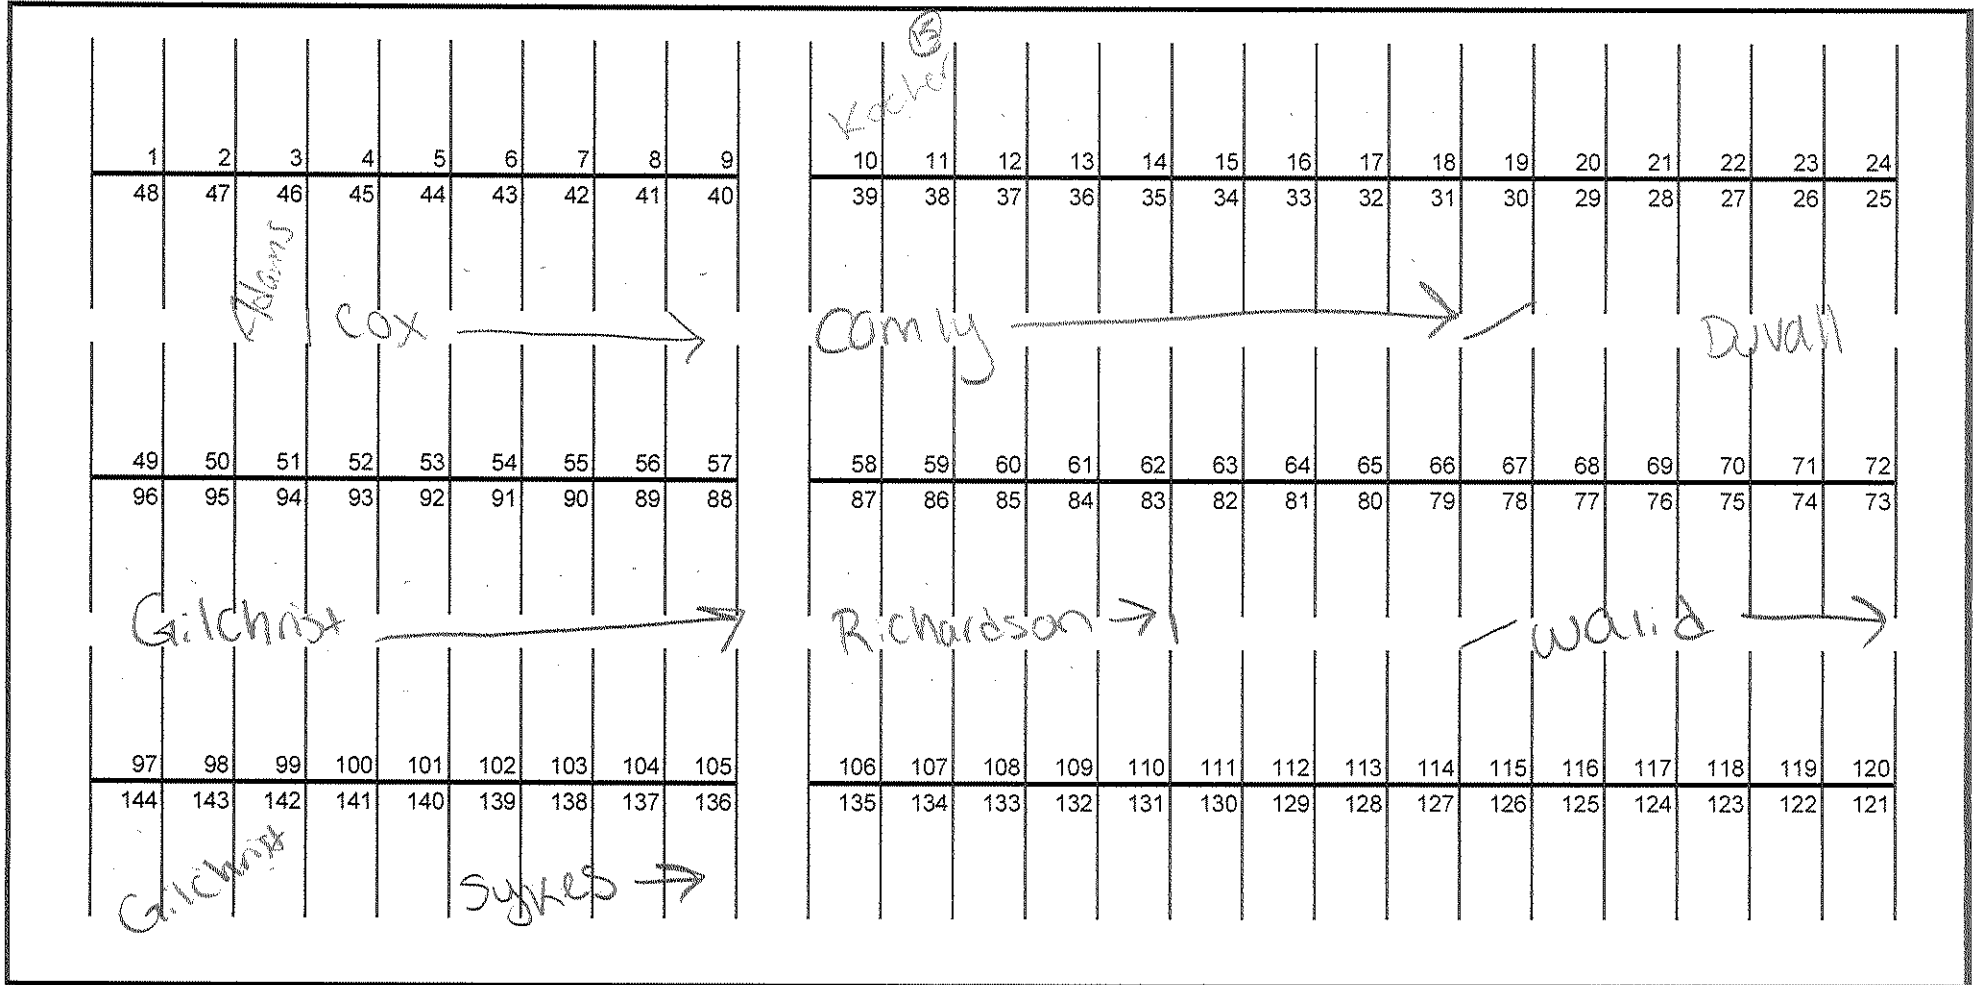 15
Kocher
1 2 3 4 5 6 7 8 9 10 11 12 13 14 15 16 17 18 19 20 21 22 23 24
48 47 46 45 44 43 42 41 40 39 38 37 36 35 34 33 32 31 30 29 28 27 26 25
Adams
Cox Comly Duvall
49 50 51 52 53 54 55 56 57 58 59 60 61 62 63 64 65 66 67 68 69 70 71 72
96 95 94 93 92 91 90 89 88 87 86 85 84 83 82 81 80 79 78 77 76 75 74 73
Gilchrist Richardson Walid
97 98 99 100 101 102 103 104 105 106 107 108 109 110 111 112 113 114 115 116 117 118 119 120
144 143 142 141 140 139 138 137 136 135 134 133 132 131 130 129 128 127 126 125 124 123 122 121
Gilchrist Sykes